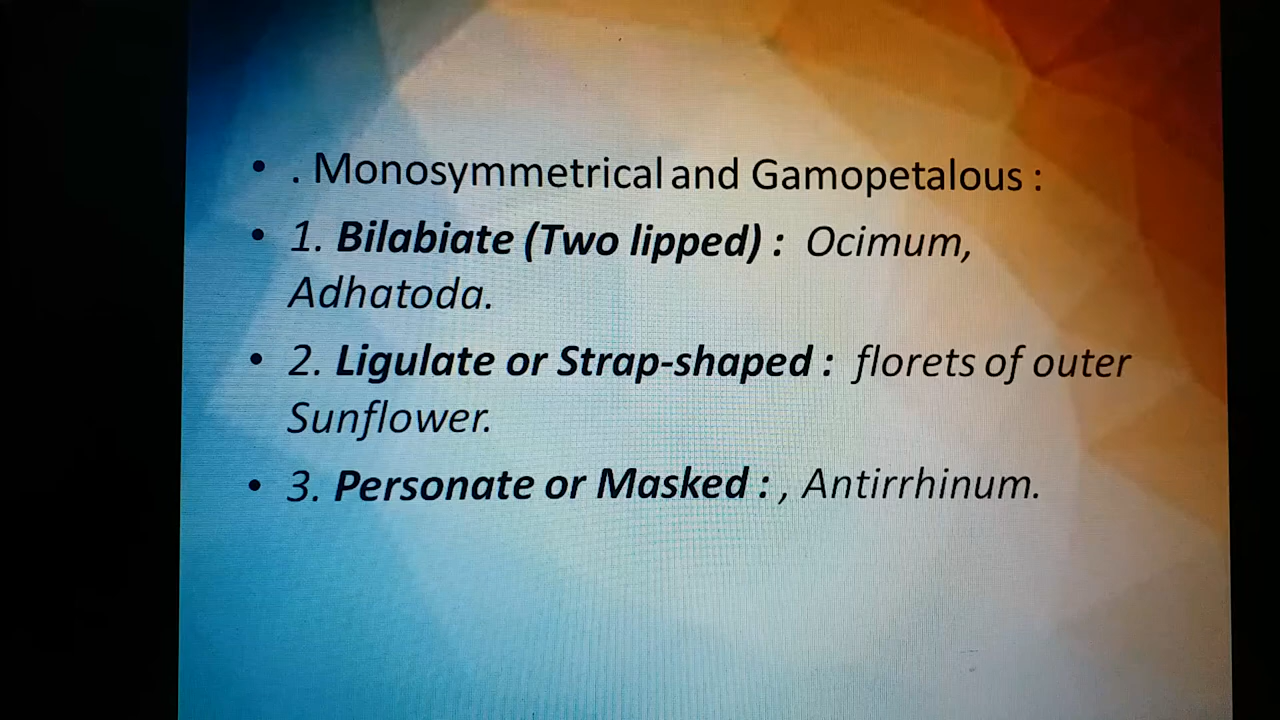 • . Monosymmetrical and Gamopetalous :
• 1. Bilabiate (Two lipped) : Ocimum,
Adhatoda.
• 2. Ligulate or Strap-shaped : florets of outer
Sunflower.
• 3. Personate or Masked : , Antirrhinum.